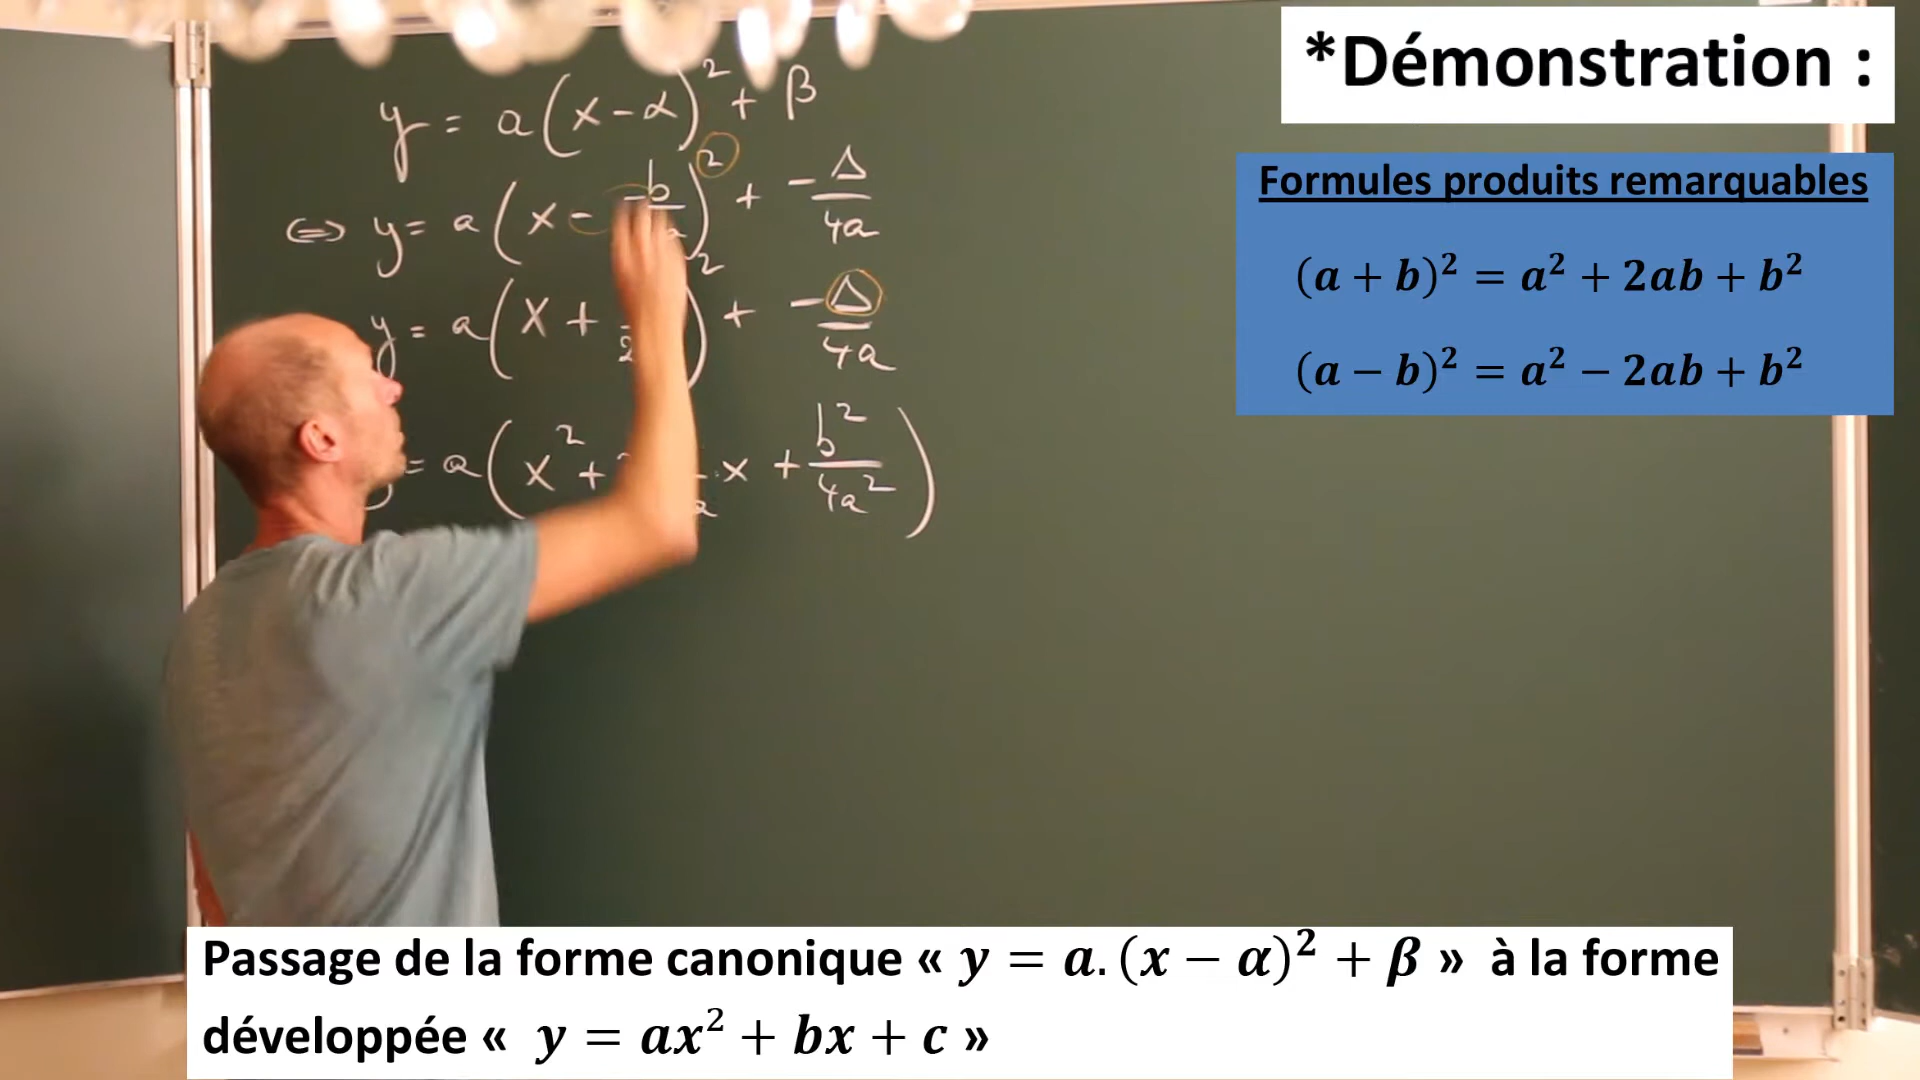 *Démonstration :
y = a(x-α)² + β
Formules produits remarquables
⇔ y = a(x - -b/ a)² + -Δ/4a
(a + b)² = a² + 2ab + b²
y = a(x + /2 )² + -Δ/4a
(a − b)² = a² − 2ab + b²
= a(x² + a x + b²/4a²)
Passage de la forme canonique « y = a.(x − α)² + β » à la forme
développée « y = ax² + bx + c »